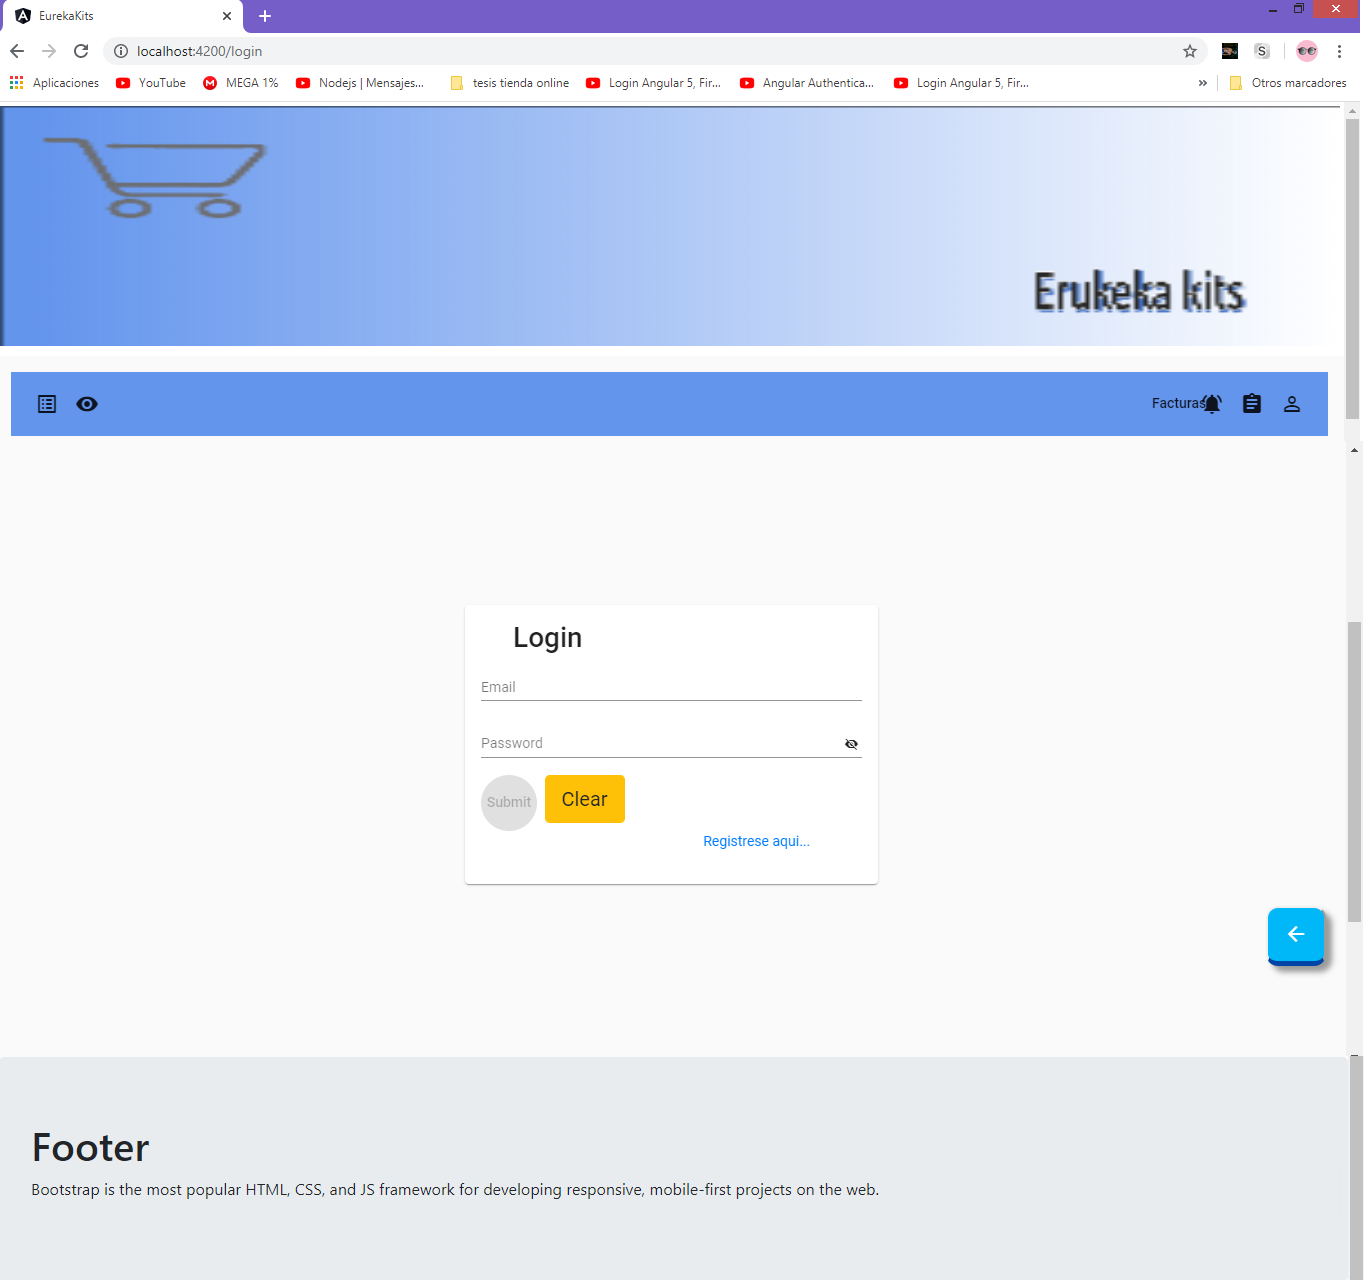 EurekaKits
localhost:4200/login
Aplicaciones YouTube MEGA 1% Nodejs | Mensajes... tesis tienda online Login Angular 5, Fir... Angular Authentica... Login Angular 5, Fir... » Otros marcadores
Erukeka kits
Facturas
Login
Email
Password
Submit Clear
Registrese aqui...
Footer
Bootstrap is the most popular HTML, CSS, and JS framework for developing responsive, mobile-first projects on the web.